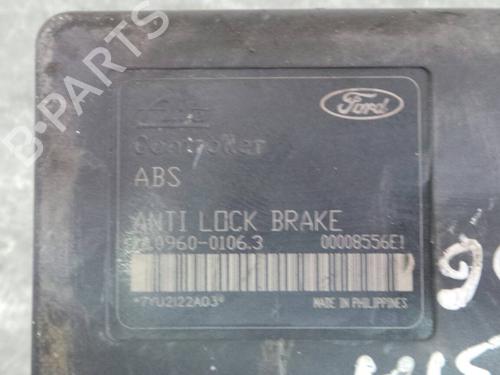 B-PARTS
Ford
Controller
ABS
ANTI LOCK BRAKE
10.0960-0106.3 00008556E1
*7YU2122A03*
MADE IN PHILIPPINES